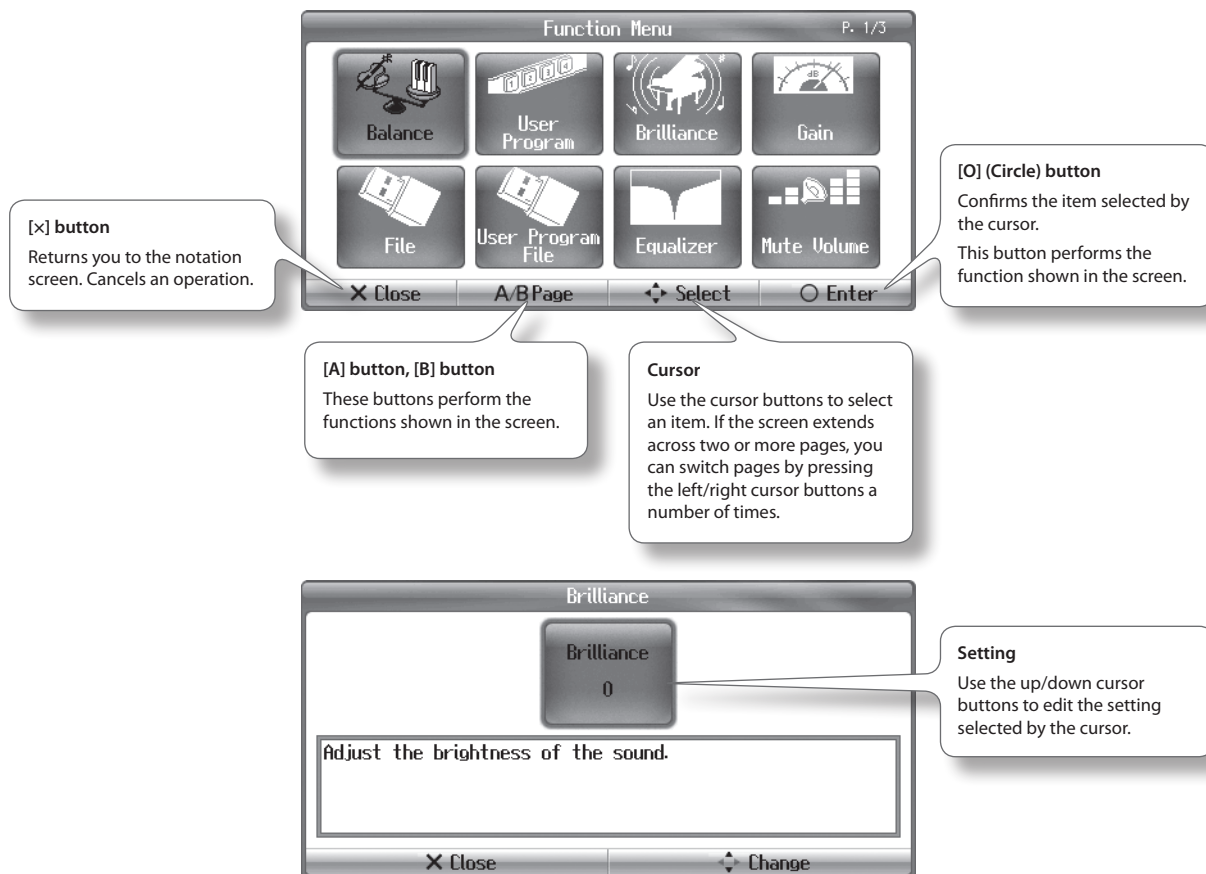 Function Menu P. 1/3
1 2 3 4
dB
Balance
User
Program
Brilliance
Gain
File
User Program
File
Equalizer
Mute Volume
× Close A/B Page Select ○ Enter
[×] button
Returns you to the notation
screen. Cancels an operation.
[O] (Circle) button
Confirms the item selected by
the cursor.
This button performs the
function shown in the screen.
[A] button, [B] button
These buttons perform the
functions shown in the screen.
Cursor
Use the cursor buttons to select
an item. If the screen extends
across two or more pages, you
can switch pages by pressing
the left/right cursor buttons a
number of times.
Brilliance
Brilliance
0
Adjust the brightness of the sound.
× Close Change
Setting
Use the up/down cursor
buttons to edit the setting
selected by the cursor.